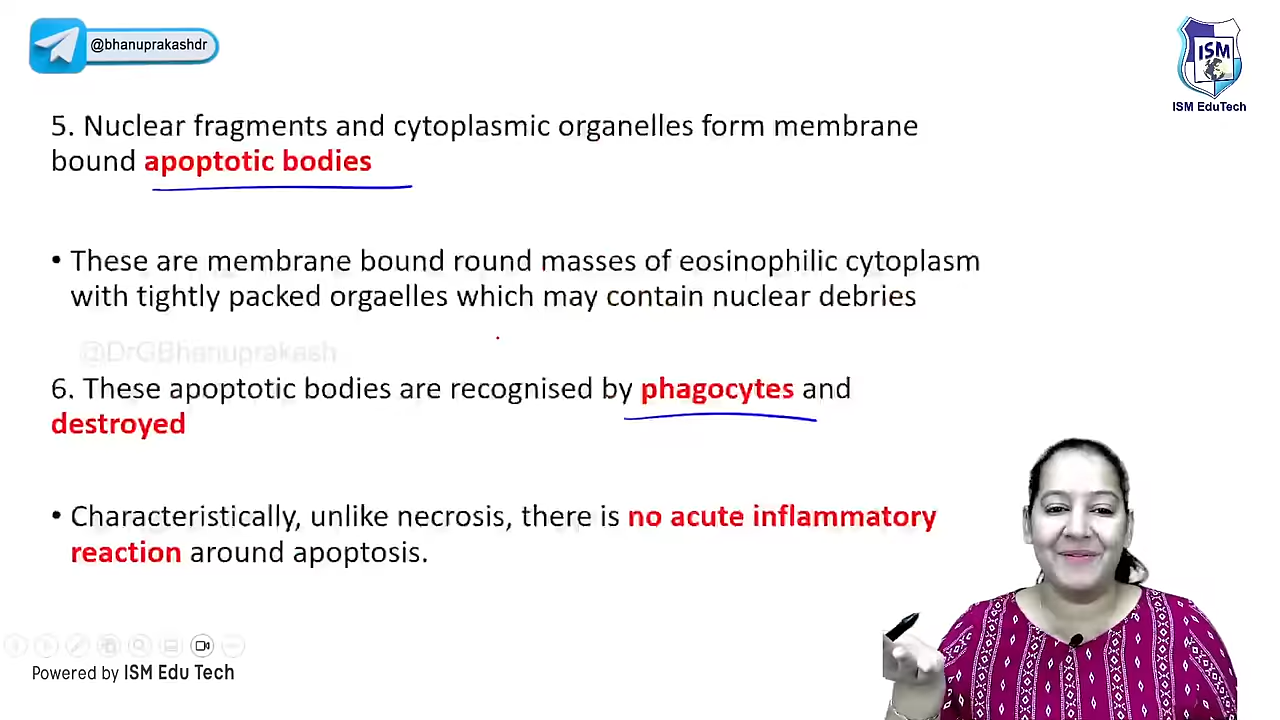 @bhanuprakashdr
ISM
ISM EduTech
5. Nuclear fragments and cytoplasmic organelles form membrane
bound apoptotic bodies
• These are membrane bound round masses of eosinophilic cytoplasm
with tightly packed orgaelles which may contain nuclear debries
@DrGBhanuprakash
6. These apoptotic bodies are recognised by phagocytes and
destroyed
• Characteristically, unlike necrosis, there is no acute inflammatory
reaction around apoptosis.
Powered by ISM Edu Tech